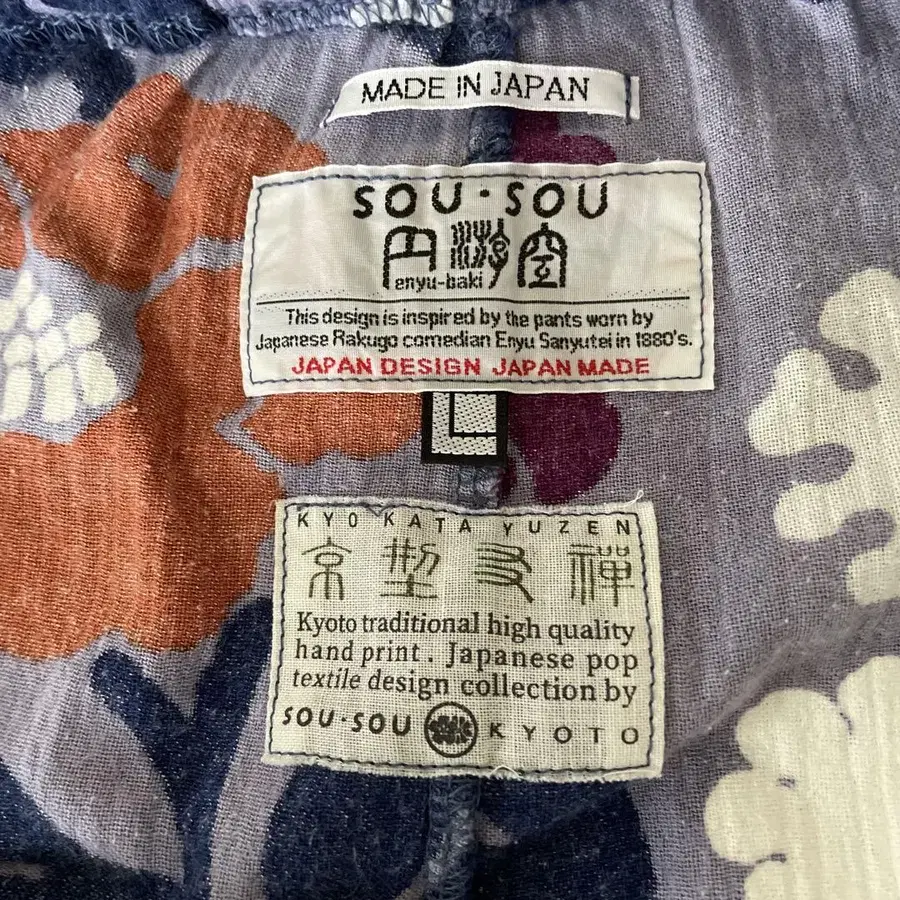 MADE IN JAPAN
SOU・SOU
円游空
enyu-baki
This design is inspired by the pants worn by
Japanese Rakugo comedian Enyu Sanyutei in 1880's.
JAPAN DESIGN JAPAN MADE
L
KYO KATA YUZEN
京型友禅
Kyoto traditional high quality
hand print. Japanese pop
textile design collection by
SOU・SOU KYOTO